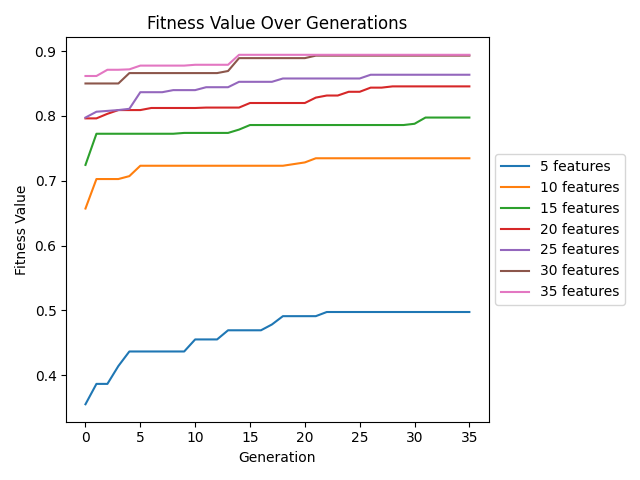 Fitness Value Over Generations
Fitness Value
0.9
0.8
0.7
0.6
0.5
0.4
0 5 10 15 20 25 30 35
Generation
5 features
10 features
15 features
20 features
25 features
30 features
35 features